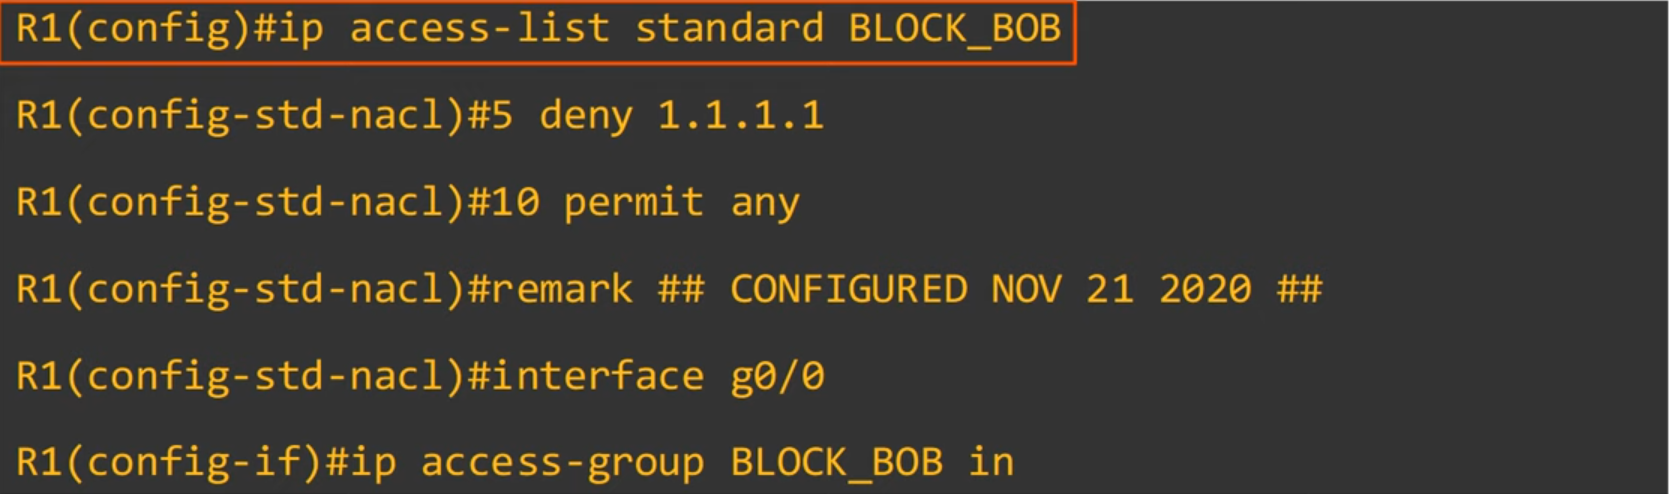 R1(config)#ip access-list standard BLOCK_BOB
R1(config-std-nacl)#5 deny 1.1.1.1
R1(config-std-nacl)#10 permit any
R1(config-std-nacl)#remark ## CONFIGURED NOV 21 2020 ##
R1(config-std-nacl)#interface g0/0
R1(config-if)#ip access-group BLOCK_BOB in